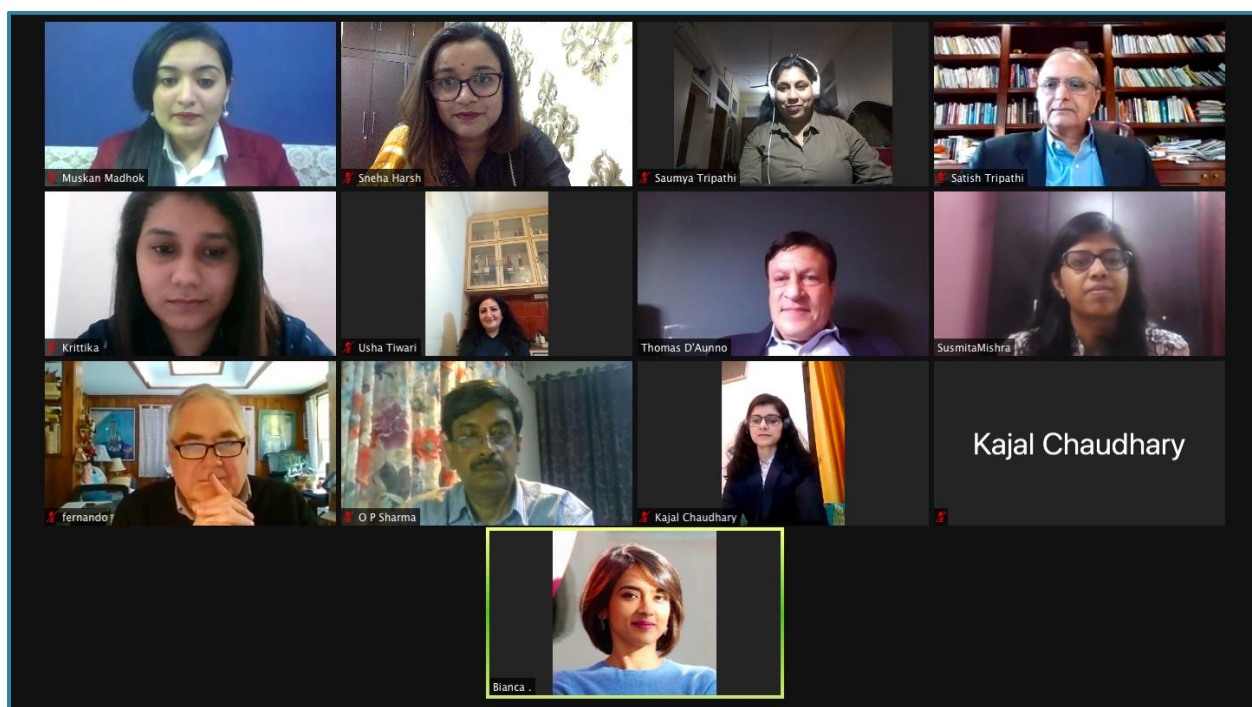 Muskan Madhok
Sneha Harsh
Saumya Tripathi
Satish Tripathi
Krittika
Usha Tiwari
Thomas D'Aunno
SusmitaMishra
fernando
O P Sharma
Kajal Chaudhary
Kajal Chaudhary
Bianca .